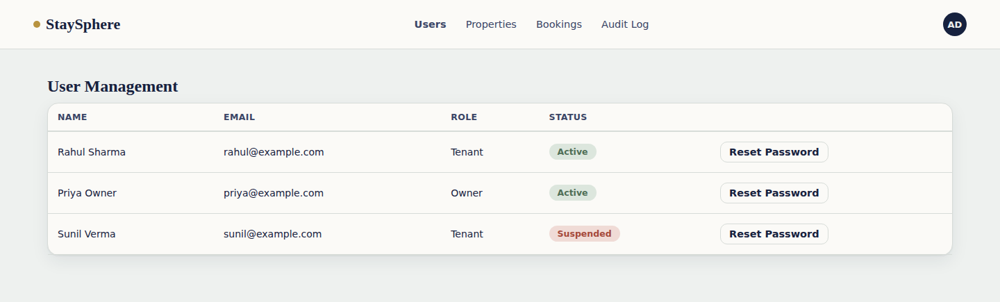 StaySphere Users Properties Bookings Audit Log AD
User Management
NAME EMAIL ROLE STATUS
Rahul Sharma rahul@example.com Tenant Active Reset Password
Priya Owner priya@example.com Owner Active Reset Password
Sunil Verma sunil@example.com Tenant Suspended Reset Password